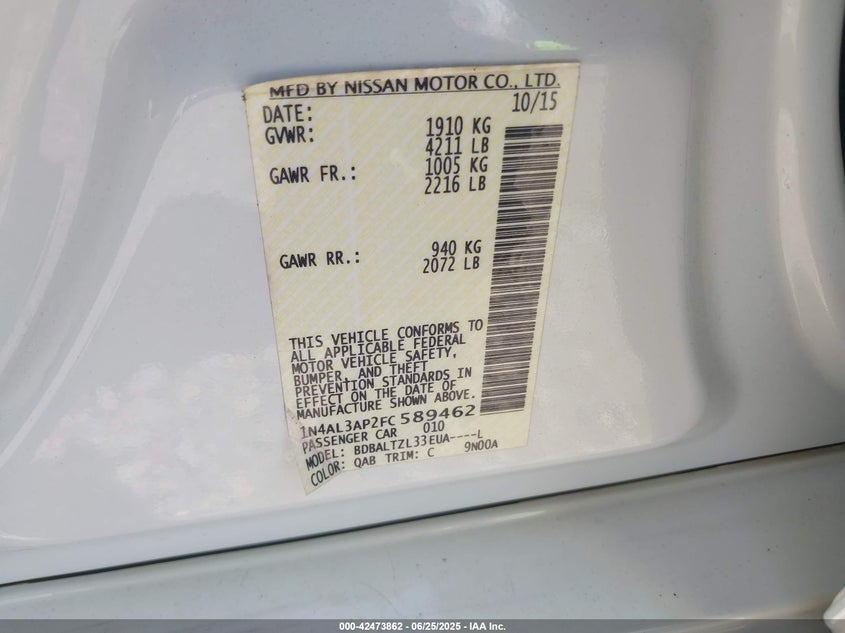 MFD BY NISSAN MOTOR CO., LTD.
DATE: 10/15
GVWR: 1910 KG
4211 LB
GAWR FR.: 1005 KG
2216 LB
GAWR RR.: 940 KG
2072 LB
THIS VEHICLE CONFORMS TO
ALL APPLICABLE FEDERAL
MOTOR VEHICLE SAFETY,
BUMPER, AND THEFT
PREVENTION STANDARDS IN
EFFECT ON THE DATE OF
MANUFACTURE SHOWN ABOVE.
1N4AL3AP2FC589462
PASSENGER CAR 010
MODEL: BDBALTZL33EUA----L
COLOR: QAB TRIM: C 9N00A
000-42473862 - 06/25/2025 - IAA Inc.